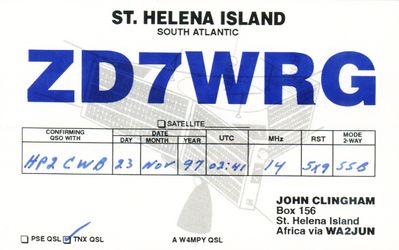 ST. HELENA ISLAND
SOUTH ATLANTIC
ZD7WRG
SATELLITE
CONFIRMING QSO WITH DAY DATE MONTH YEAR UTC MHz RST MODE 2-WAY
HP2CWB 23 NOV 97 02:41 14 5x9 SSB
JOHN CLINGHAM
Box 156
St. Helena Island
Africa via WA2JUN
PSE QSL TNX QSL A W4MPY QSL